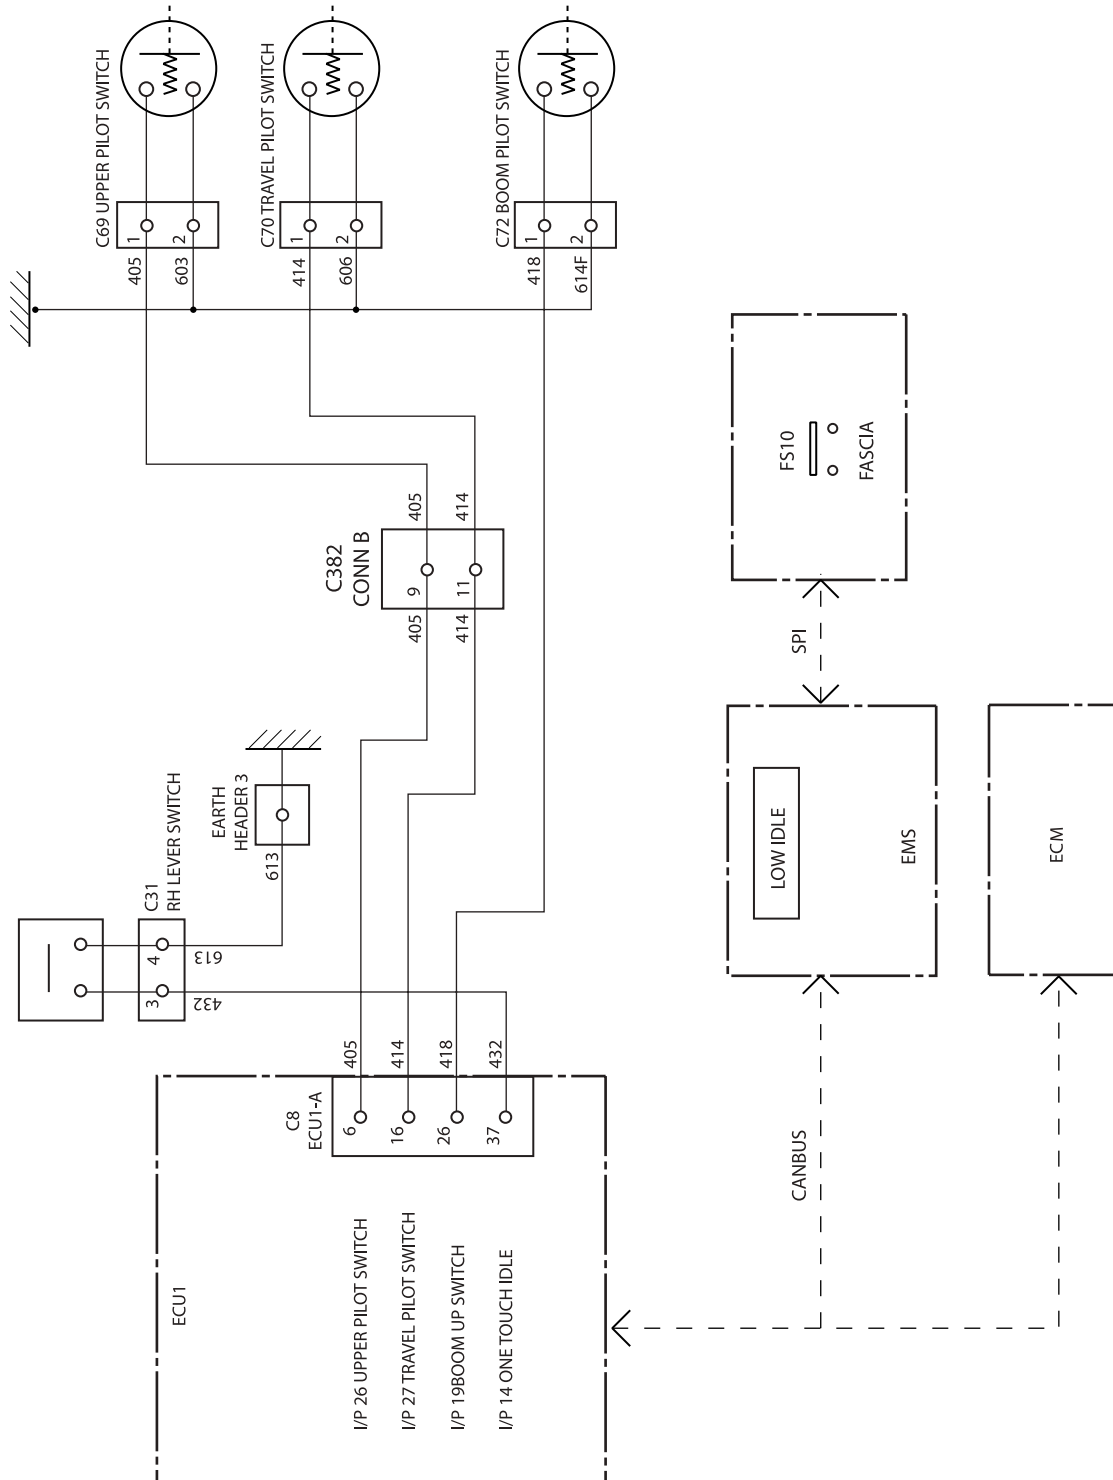 C69 UPPER PILOT SWITCH
1
2
405
603
C70 TRAVEL PILOT SWITCH
1
2
414
606
C72 BOOM PILOT SWITCH
1
2
418
614F
C382
CONN B
405
414
9
11
405
414
EARTH
HEADER 3
613
C31
RH LEVER SWITCH
4
3
613
432
ECU1
C8
ECU1-A
405
414
418
432
6
16
26
37
I/P 26 UPPER PILOT SWITCH
I/P 27 TRAVEL PILOT SWITCH
I/P 19BOOM UP SWITCH
I/P 14 ONE TOUCH IDLE
FS10
FASCIA
SPI
LOW IDLE
EMS
ECM
CANBUS